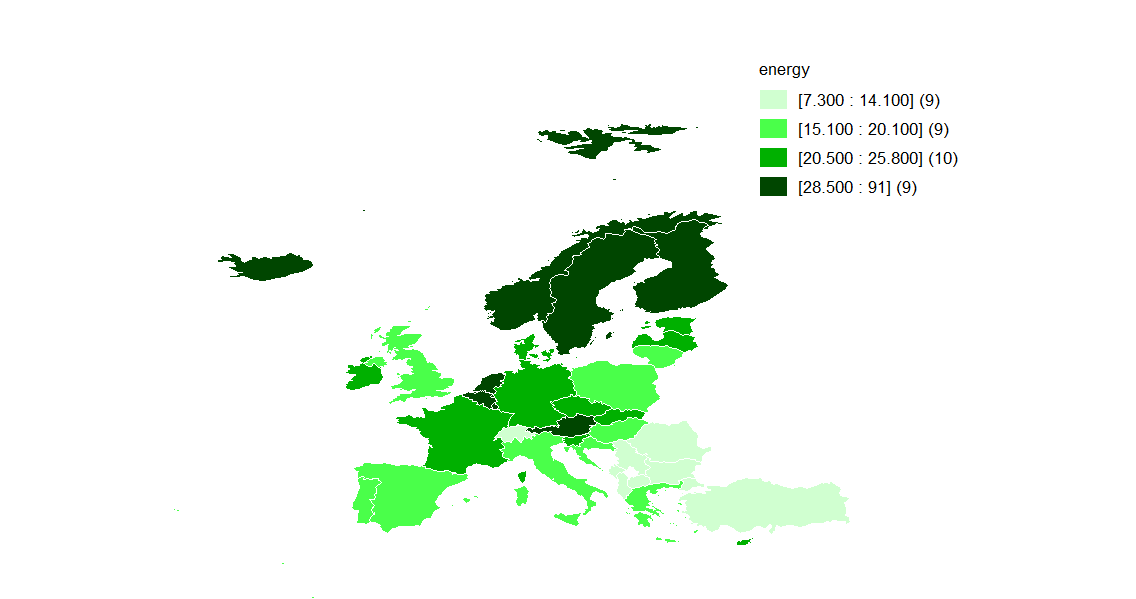 energy
[7.300 : 14.100] (9)
[15.100 : 20.100] (9)
[20.500 : 25.800] (10)
[28.500 : 91] (9)